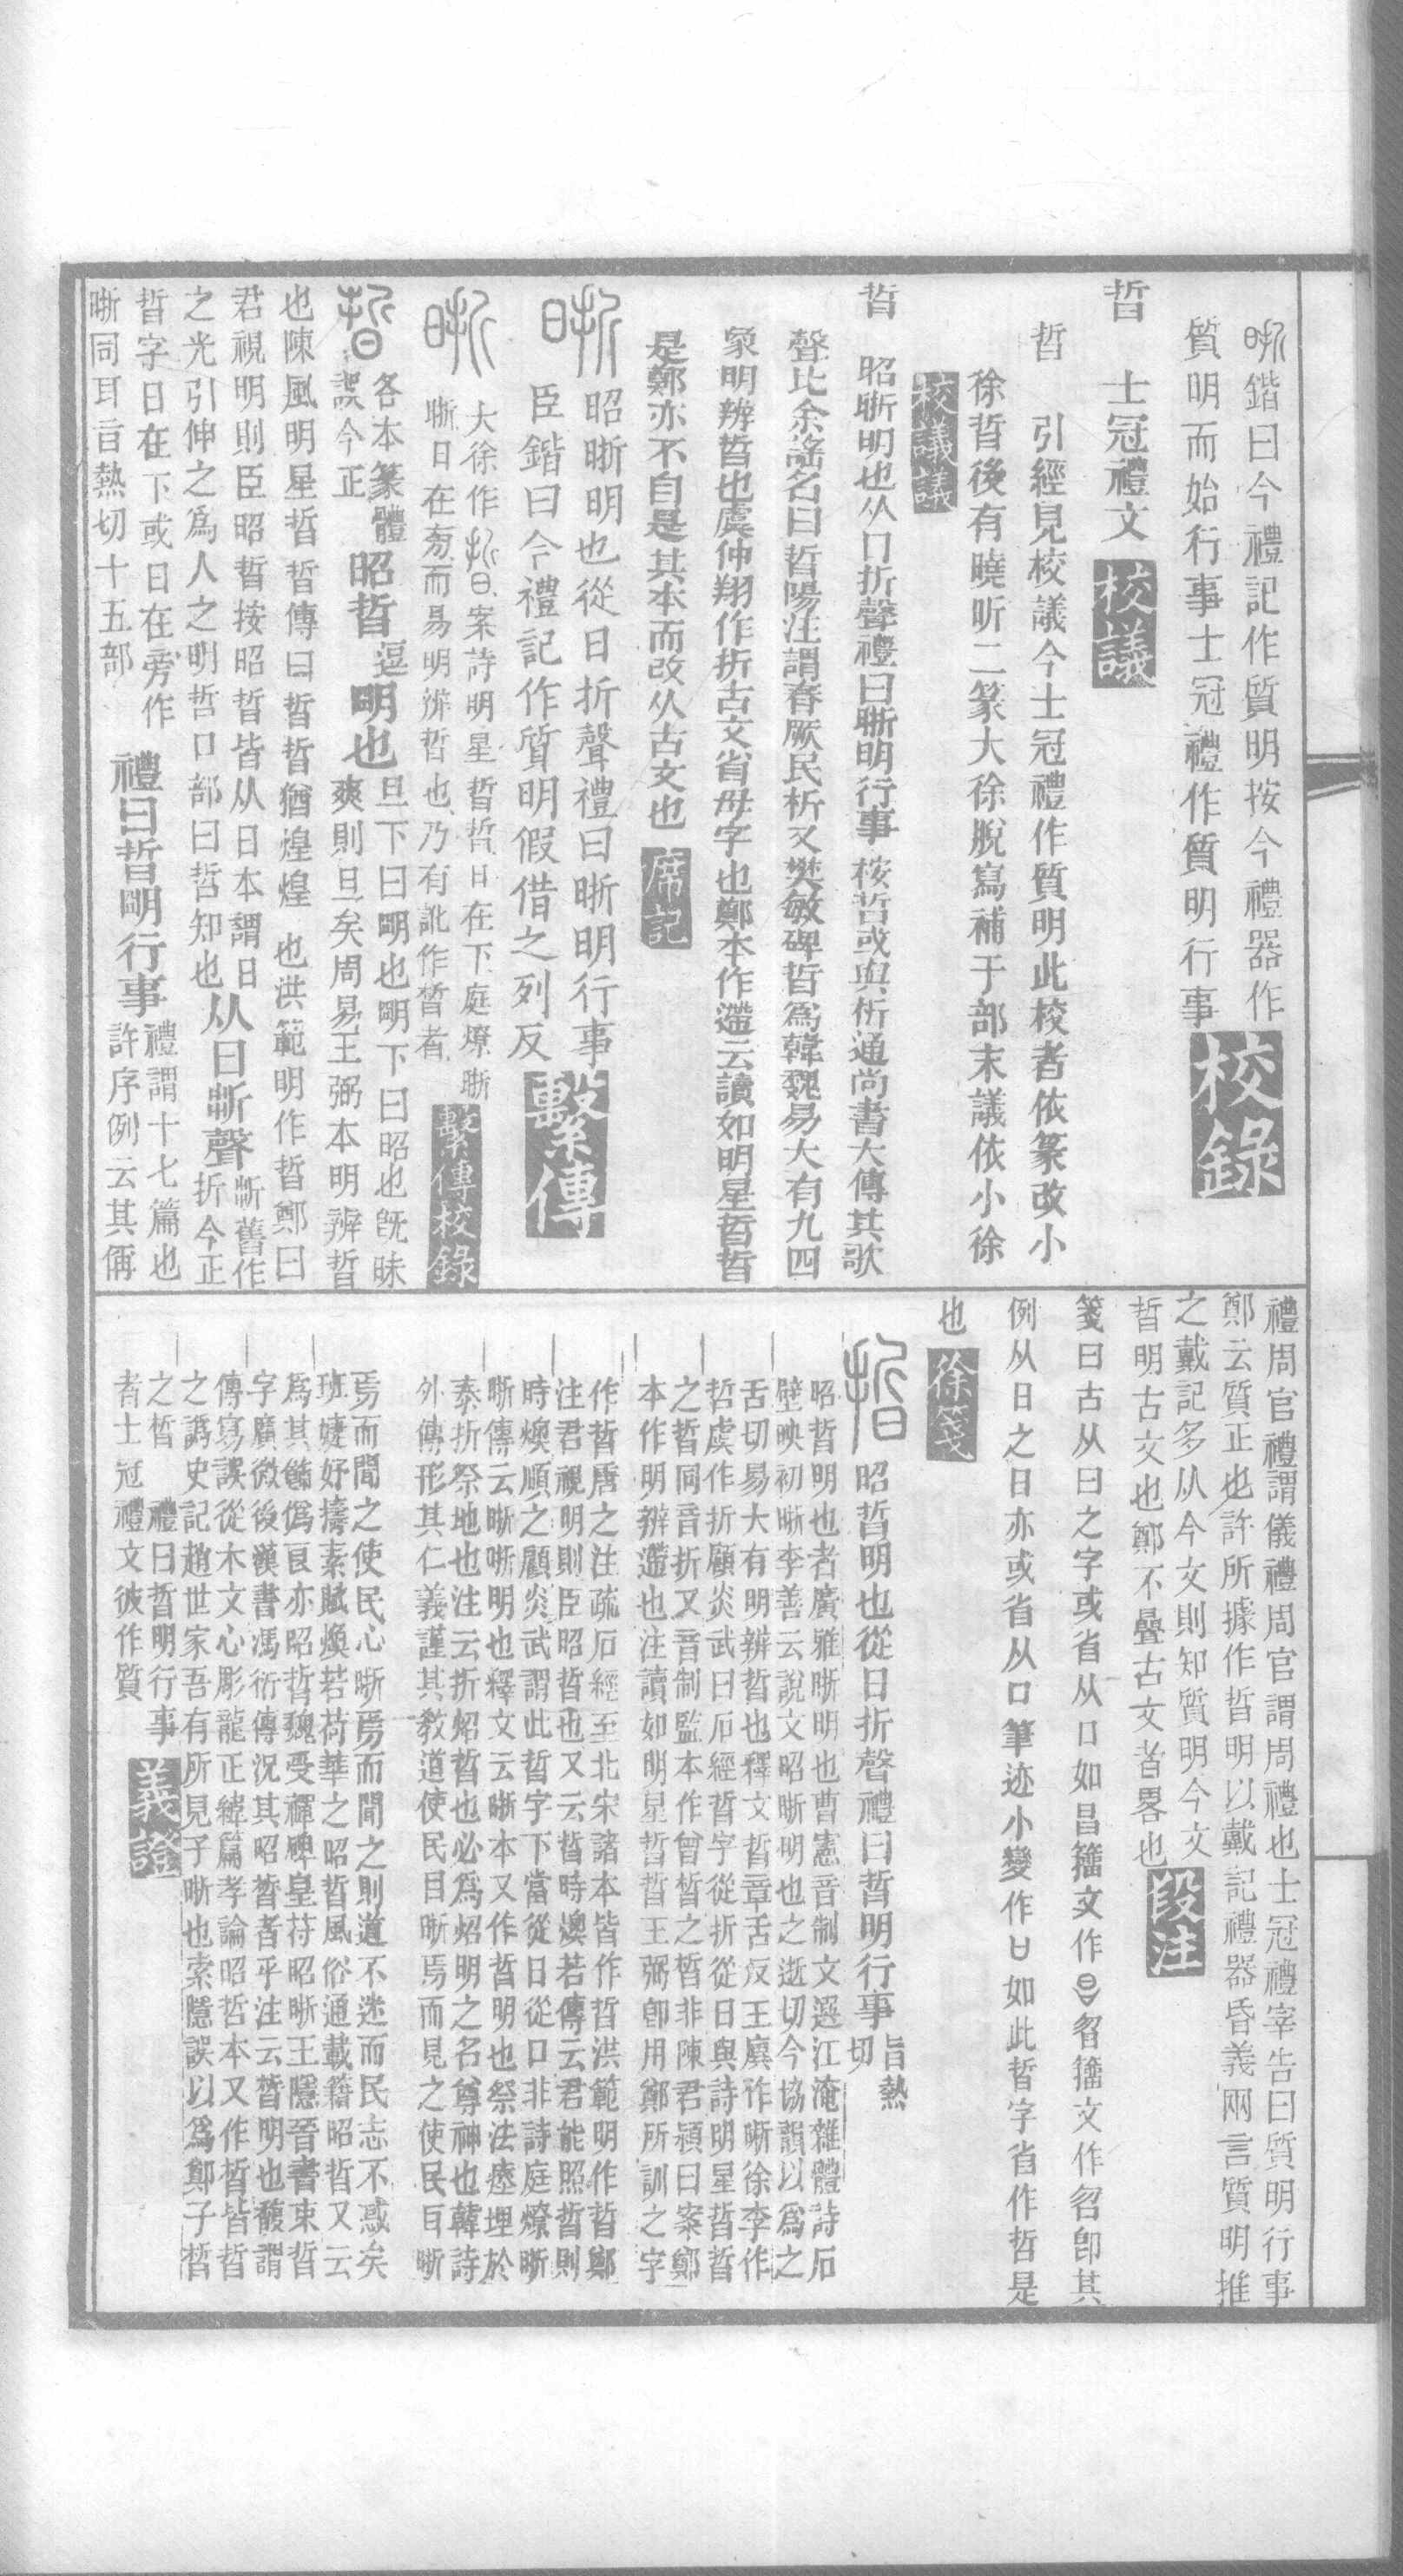 晣鍇曰今禮記作質明按今禮器作
質明而始行事士冠禮作質明行事 校錄
晢 士冠禮文 校議
晢 引經見校議今士冠禮作質明此校者依篆改小
徐晢後有曉昕二篆大徐脫寫補于部末議依小徐
校議議
晢 昭晣明也从口折聲禮曰晣明行事 桉晢或與析通尚書大傳其歌
聲比余謠名曰晢陽注謂春厥民析又樊敏碑晢爲韓魏易大有九四
象明辨晢也虞仲翔作折古文省母字也鄭本作遰云讀如明星晢晢
是鄭亦不自是其本而改从古文也 席記
晣 昭晣明也從日折聲禮曰晣明行事
臣鍇曰今禮記作質明假借之列反 繫傳
晣 大徐作晢案詩明星晢晢日在下庭燎晣
晣日在㫄而易明辨晢也乃有訛作晳者 繫傳校錄
晢 各本篆體誤今正 昭晢 逗 明也 旦下曰朙也朙下曰昭也旣昧
爽則旦矣周易王弼本明辨晢
也陳風明星晢晢傳曰晢晢猶煌煌也洪範明作晢鄭曰
君視明則臣昭晢按昭晢皆从日本謂日
之光引伸之爲人之明哲口部曰哲知也 从日斷聲 斷舊作折今正
晢字日在下或日在旁作
晣同耳旨熱切十五部 禮曰晢朙行事 禮謂十七篇也
許序例云其偁
禮周官禮謂儀禮周官謂周禮也士冠禮宰告曰質明行事
鄭云質正也許所據作晢明以戴記禮器昏義兩言質明推
之戴記多从今文則知質明今文
晢明古文也鄭不曡古文者畧也 段注
箋曰古从日之字或省从口如昌籒文作 智籒文作 卽其
例从日之日亦或省从口筆迹小變作ㅂ如此晢字省作哲是
也 徐箋
晢 昭晢明也從日折聲禮曰晢明行事 旨熱切
昭晢明也者廣雅晣明也曹憲音制文選江淹雜體詩石
壁映初晣李善云說文昭晣明也之逝切今協韻以爲之
舌切易大有明辨晢也釋文晢章舌反王廙作晣徐李作
哲虞作折顧炎武曰石經晢字從折從日與詩明星晢晢
之晢同音折又音制監本作曾晳之晳非陳君潁曰案鄭
本作明辨遰也注讀如明星晢晢王弼卽用鄭所訓之字
作晢唐之注疏石經至北宋諸本皆作晢洪範明作晢鄭
注君視明則臣昭晢也又云晢時燠若傳云君能照晢則
時燠順之顧炎武謂此晢字下當從日從口非詩庭燎晣
晣傳云晣晣明也釋文云晣本又作晢明也祭法瘞埋於
泰折祭地也注云折炤晢也必爲炤明之名尊神也韓詩
外傳形其仁義謹其教道使民目晣焉而見之使民耳晣
焉而聞之使民心晣焉而間之則道不迷而民志不惑矣
班婕妤擣素賦煥若荷華之昭晢風俗通載籍昭晢又云
爲其飾僞良亦昭晢魏受禪碑皇苻昭晣王隱晉書束晢
字廣微後漢書馮衍傳況其昭晳者乎注云晳明也馥謂
傳寫誤從木文心彫龍正緯篇孝論昭晢本又作晳皆晢
之譌史記趙世家吾有所見子晣也索隱誤以爲鄭子晳
之晳 禮曰晢明行事
者士冠禮文彼作質 義證